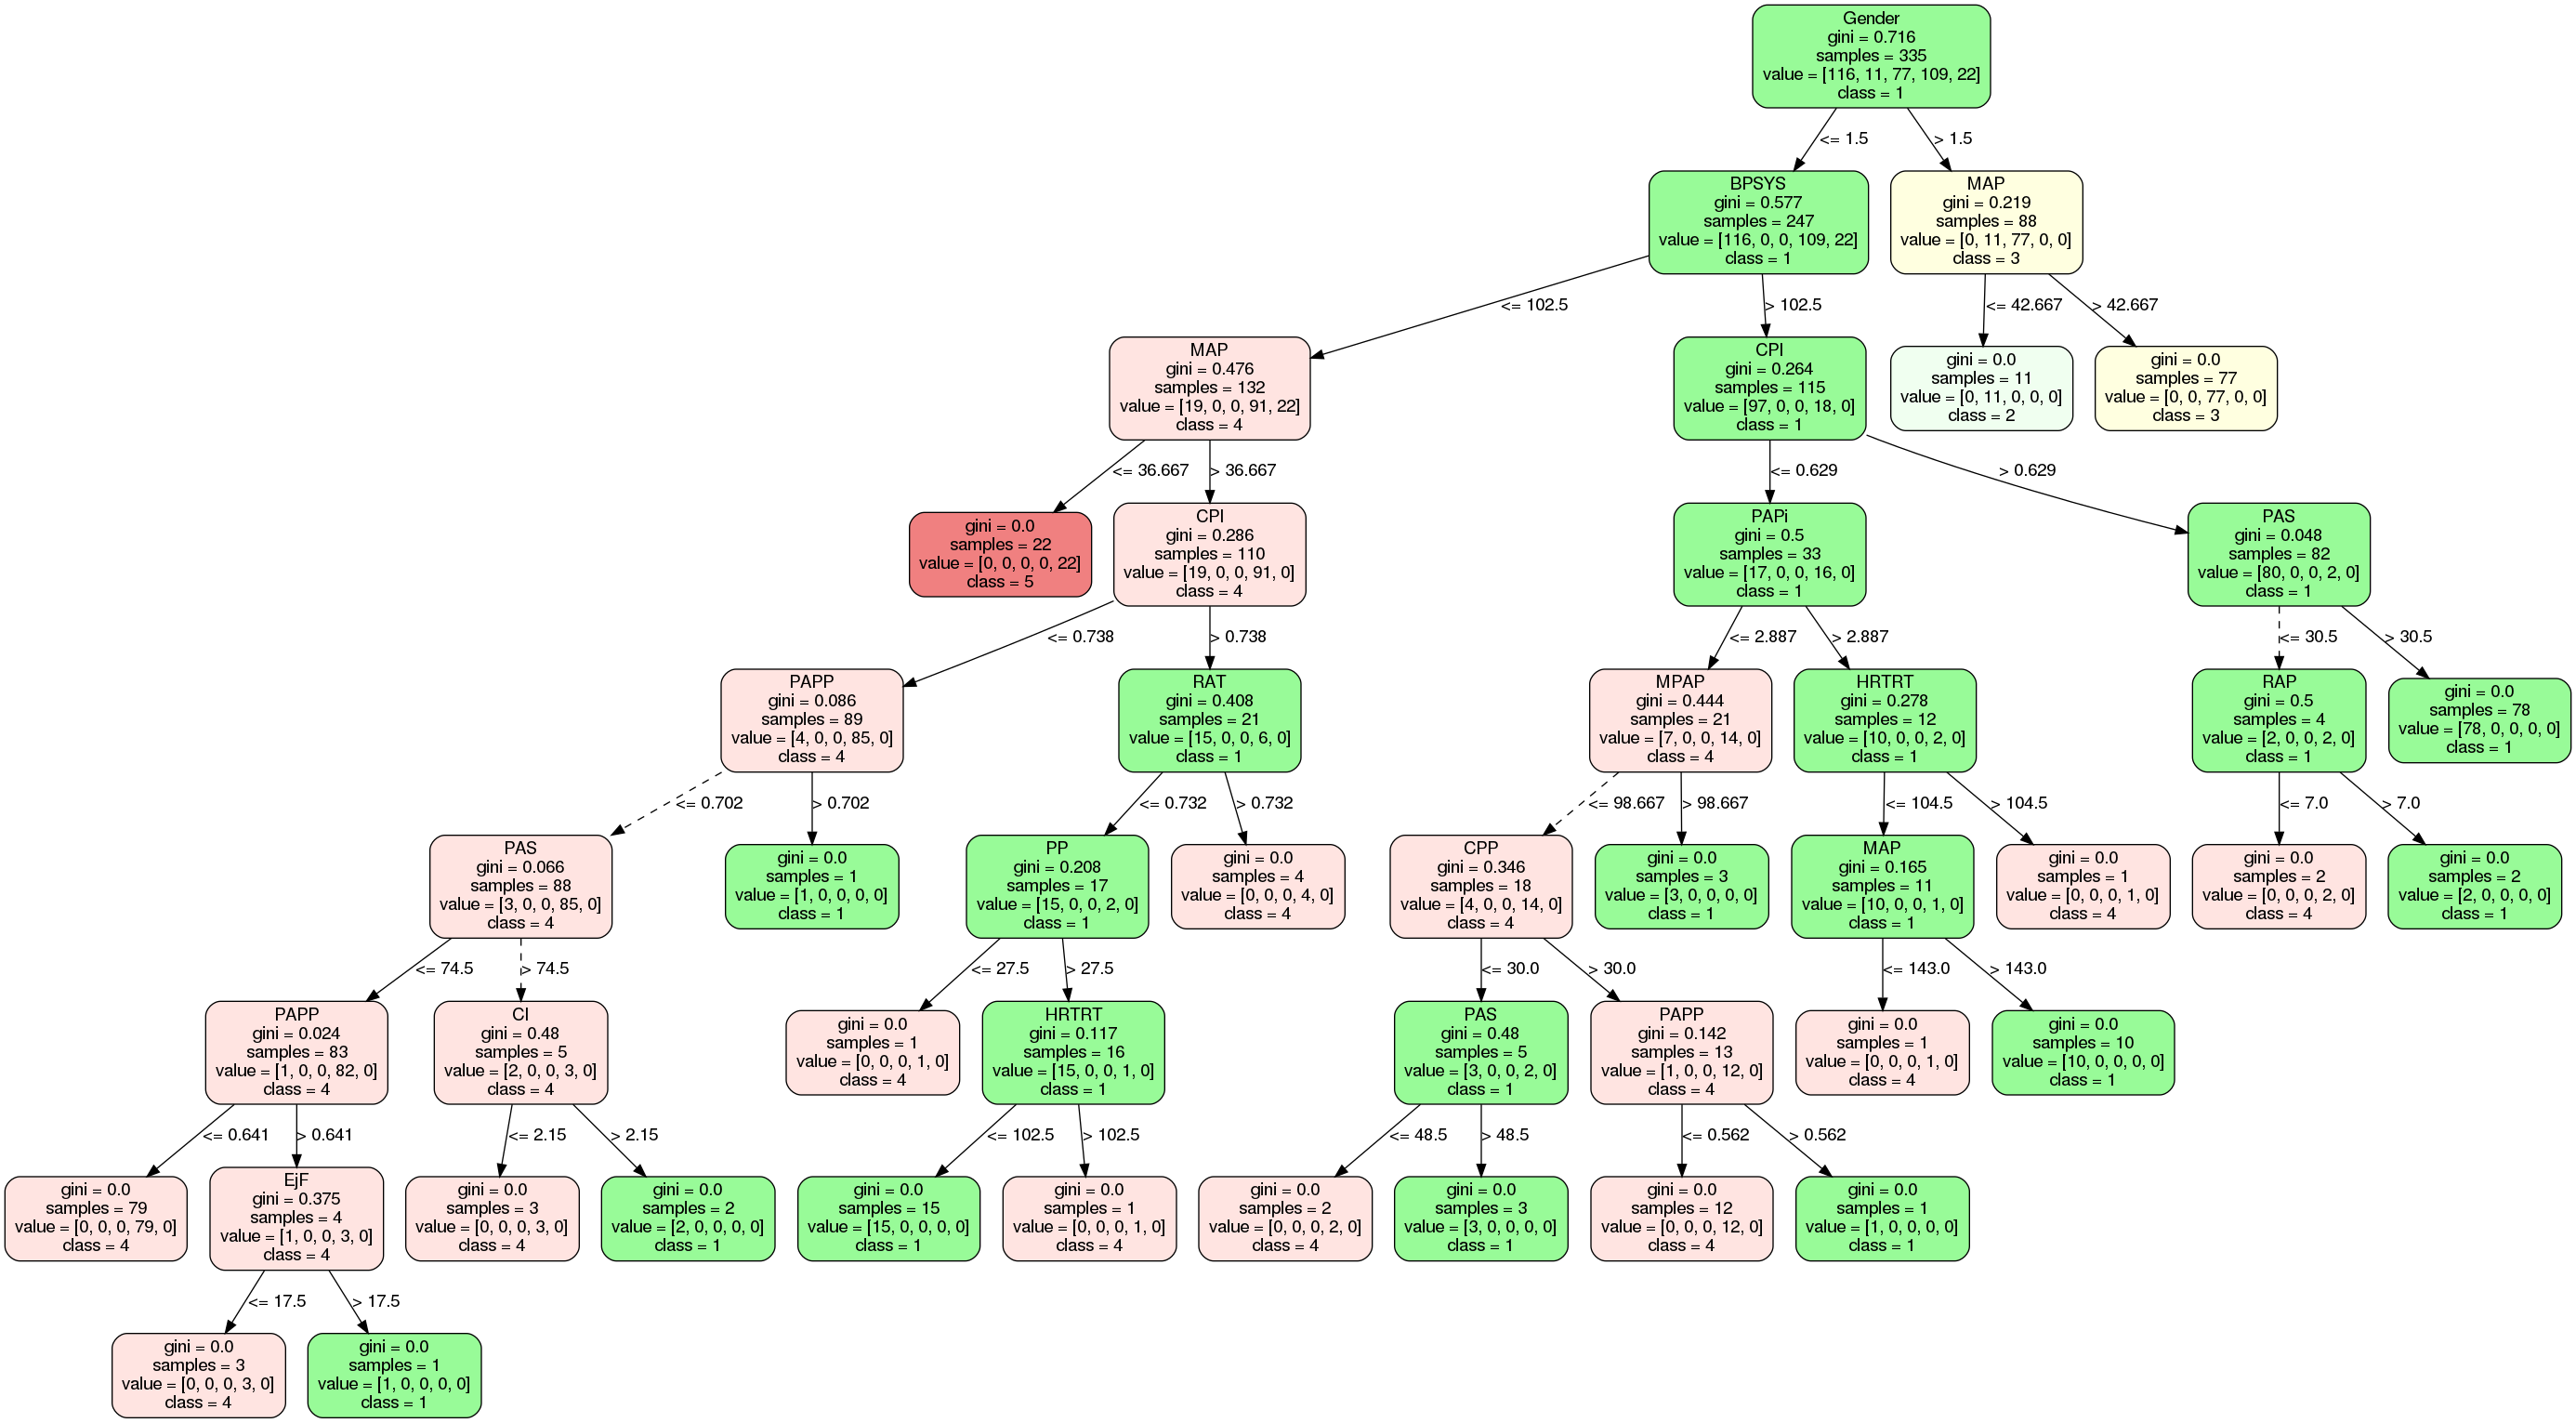 Gender
gini = 0.716
samples = 335
value = [116, 11, 77, 109, 22]
class = 1
<= 1.5
> 1.5
BPSYS
gini = 0.577
samples = 247
value = [116, 0, 0, 109, 22]
class = 1
MAP
gini = 0.219
samples = 88
value = [0, 11, 77, 0, 0]
class = 3
<= 102.5
> 102.5
<= 42.667
> 42.667
MAP
gini = 0.476
samples = 132
value = [19, 0, 0, 91, 22]
class = 4
CPI
gini = 0.264
samples = 115
value = [97, 0, 0, 18, 0]
class = 1
gini = 0.0
samples = 11
value = [0, 11, 0, 0, 0]
class = 2
gini = 0.0
samples = 77
value = [0, 0, 77, 0, 0]
class = 3
<= 36.667
> 36.667
<= 0.629
> 0.629
gini = 0.0
samples = 22
value = [0, 0, 0, 0, 22]
class = 5
CPI
gini = 0.286
samples = 110
value = [19, 0, 0, 91, 0]
class = 4
PAPi
gini = 0.5
samples = 33
value = [17, 0, 0, 16, 0]
class = 1
PAS
gini = 0.048
samples = 82
value = [80, 0, 0, 2, 0]
class = 1
<= 0.738
> 0.738
<= 2.887
> 2.887
<= 30.5
> 30.5
PAPP
gini = 0.086
samples = 89
value = [4, 0, 0, 85, 0]
class = 4
RAT
gini = 0.408
samples = 21
value = [15, 0, 0, 6, 0]
class = 1
MPAP
gini = 0.444
samples = 21
value = [7, 0, 0, 14, 0]
class = 4
HRTRT
gini = 0.278
samples = 12
value = [10, 0, 0, 2, 0]
class = 1
RAP
gini = 0.5
samples = 4
value = [2, 0, 0, 2, 0]
class = 1
gini = 0.0
samples = 78
value = [78, 0, 0, 0, 0]
class = 1
<= 0.702
> 0.702
<= 0.732
> 0.732
<= 98.667
> 98.667
<= 104.5
> 104.5
<= 7.0
> 7.0
PAS
gini = 0.066
samples = 88
value = [3, 0, 0, 85, 0]
class = 4
gini = 0.0
samples = 1
value = [1, 0, 0, 0, 0]
class = 1
PP
gini = 0.208
samples = 17
value = [15, 0, 0, 2, 0]
class = 1
gini = 0.0
samples = 4
value = [0, 0, 0, 4, 0]
class = 4
CPP
gini = 0.346
samples = 18
value = [4, 0, 0, 14, 0]
class = 4
gini = 0.0
samples = 3
value = [3, 0, 0, 0, 0]
class = 1
MAP
gini = 0.165
samples = 11
value = [10, 0, 0, 1, 0]
class = 1
gini = 0.0
samples = 1
value = [0, 0, 0, 1, 0]
class = 4
gini = 0.0
samples = 2
value = [0, 0, 0, 2, 0]
class = 4
gini = 0.0
samples = 2
value = [2, 0, 0, 0, 0]
class = 1
<= 74.5
> 74.5
<= 27.5
> 27.5
<= 30.0
> 30.0
<= 143.0
> 143.0
PAPP
gini = 0.024
samples = 83
value = [1, 0, 0, 82, 0]
class = 4
CI
gini = 0.48
samples = 5
value = [2, 0, 0, 3, 0]
class = 4
gini = 0.0
samples = 1
value = [0, 0, 0, 1, 0]
class = 4
HRTRT
gini = 0.117
samples = 16
value = [15, 0, 0, 1, 0]
class = 1
PAS
gini = 0.48
samples = 5
value = [3, 0, 0, 2, 0]
class = 1
PAPP
gini = 0.142
samples = 13
value = [1, 0, 0, 12, 0]
class = 4
gini = 0.0
samples = 1
value = [0, 0, 0, 1, 0]
class = 4
gini = 0.0
samples = 10
value = [10, 0, 0, 0, 0]
class = 1
<= 0.641
> 0.641
<= 2.15
> 2.15
<= 102.5
> 102.5
<= 48.5
> 48.5
<= 0.562
> 0.562
gini = 0.0
samples = 79
value = [0, 0, 0, 79, 0]
class = 4
EjF
gini = 0.375
samples = 4
value = [1, 0, 0, 3, 0]
class = 4
gini = 0.0
samples = 3
value = [0, 0, 0, 3, 0]
class = 4
gini = 0.0
samples = 2
value = [2, 0, 0, 0, 0]
class = 1
gini = 0.0
samples = 15
value = [15, 0, 0, 0, 0]
class = 1
gini = 0.0
samples = 1
value = [0, 0, 0, 1, 0]
class = 4
gini = 0.0
samples = 2
value = [0, 0, 0, 2, 0]
class = 4
gini = 0.0
samples = 3
value = [3, 0, 0, 0, 0]
class = 1
gini = 0.0
samples = 12
value = [0, 0, 0, 12, 0]
class = 4
gini = 0.0
samples = 1
value = [1, 0, 0, 0, 0]
class = 1
<= 17.5
> 17.5
gini = 0.0
samples = 3
value = [0, 0, 0, 3, 0]
class = 4
gini = 0.0
samples = 1
value = [1, 0, 0, 0, 0]
class = 1